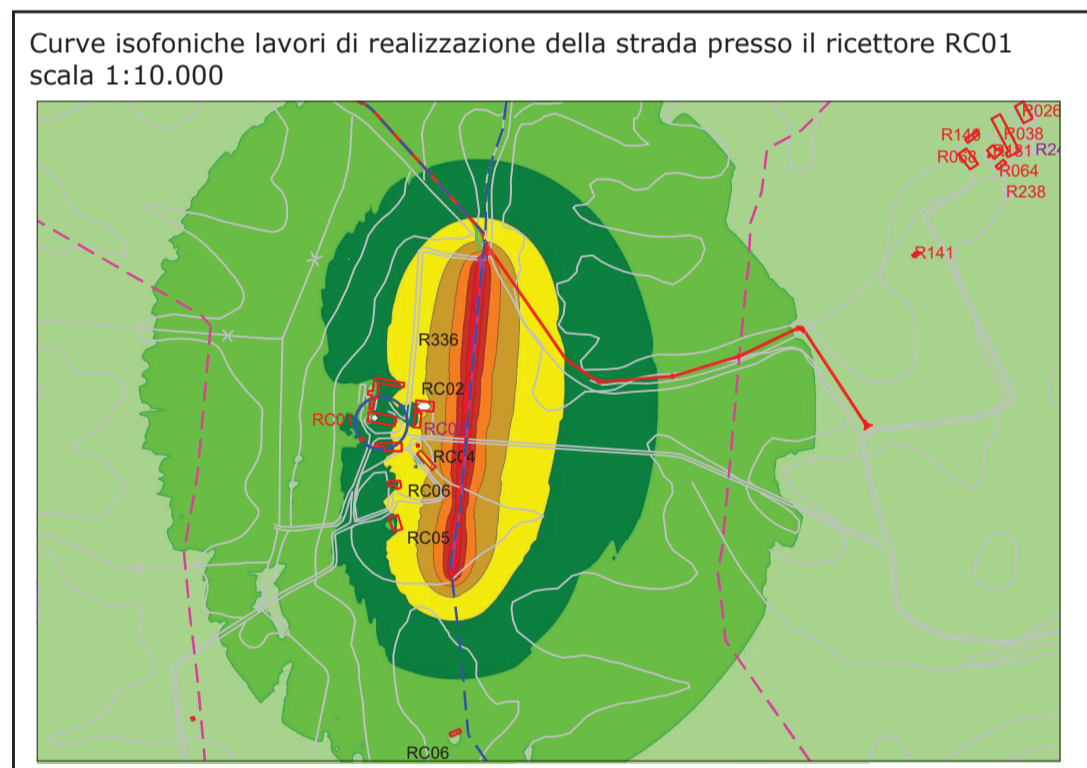 Curve isofoniche lavori di realizzazione della strada presso il ricettore RC01
scala 1:10.000
R026
R038
R064
R238
R141
R336
RC02
RC01
RC04
RC06
RC05
RC06